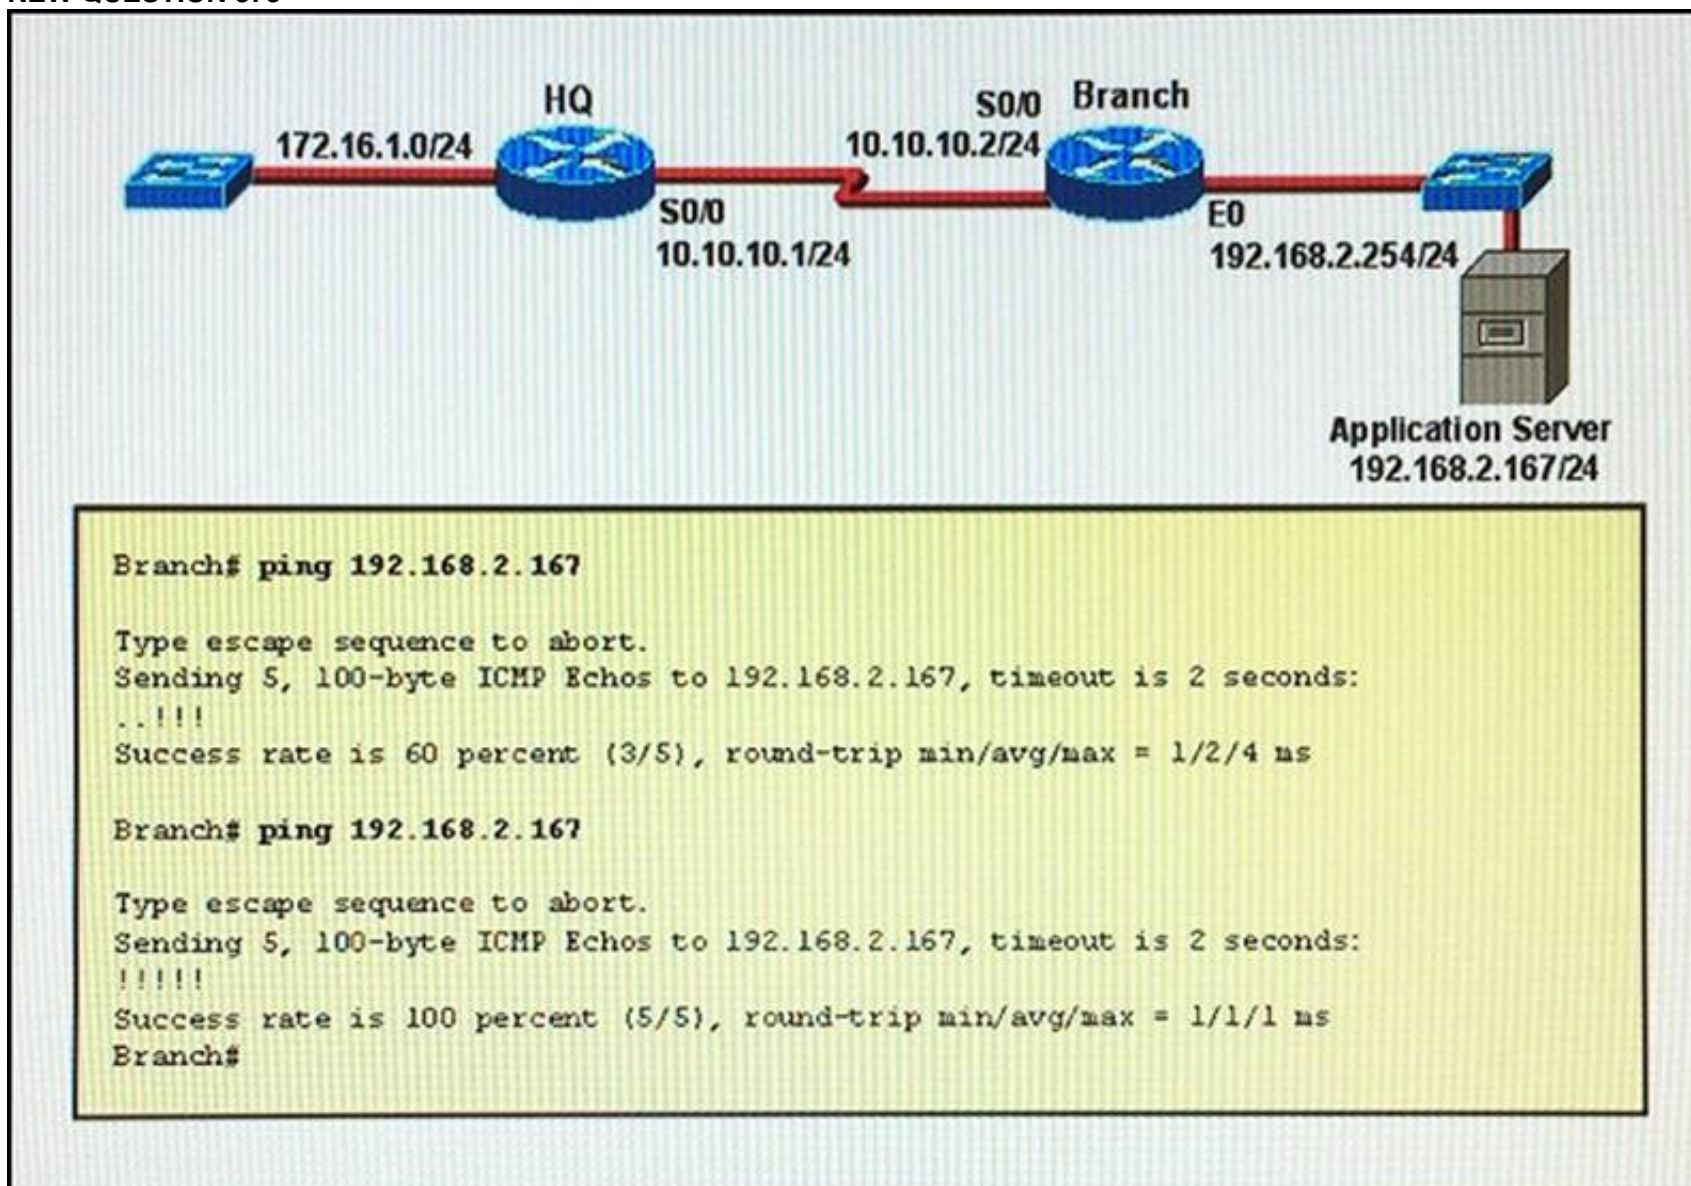 HQ
S0/0 Branch
172.16.1.0/24
10.10.10.2/24
S0/0
10.10.10.1/24
E0
192.168.2.254/24
Application Server
192.168.2.167/24
Branch# ping 192.168.2.167
Type escape sequence to abort.
Sending 5, 100-byte ICMP Echos to 192.168.2.167, timeout is 2 seconds:
..!!!
Success rate is 60 percent (3/5), round-trip min/avg/max = 1/2/4 ms
Branch# ping 192.168.2.167
Type escape sequence to abort.
Sending 5, 100-byte ICMP Echos to 192.168.2.167, timeout is 2 seconds:
!!!!!
Success rate is 100 percent (5/5), round-trip min/avg/max = 1/1/1 ms
Branch#